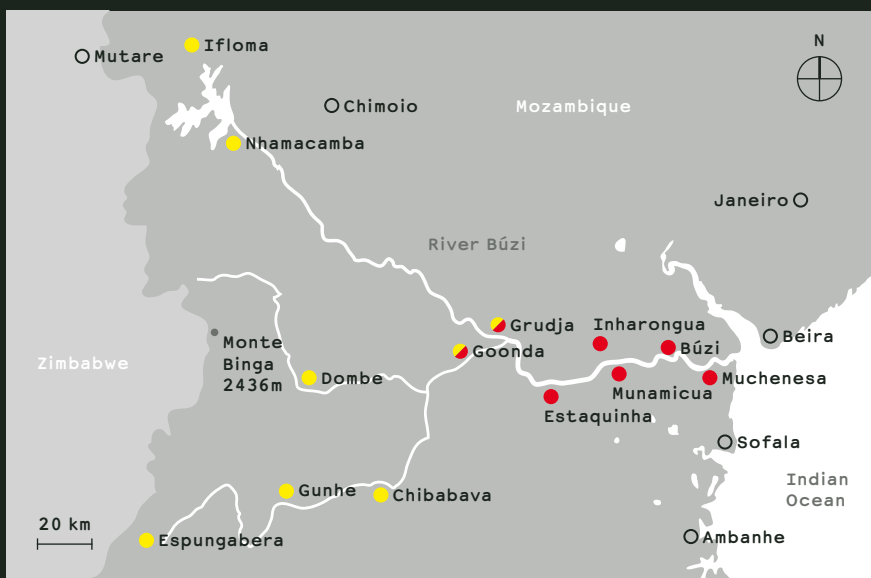 N
Ifloma
Mutare
Chimoio
Mozambique
Nhamacamba
Janeiro
River Búzi
Grudja
Inharongua
Beira
Monte
Binga
2436m
Goonda
Búzi
Zimbabwe
Dombe
Muchenesa
Munamicua
Estaquinha
Sofala
Indian
Ocean
Gunhe
Chibabava
20 km
Espungabera
Ambanhe